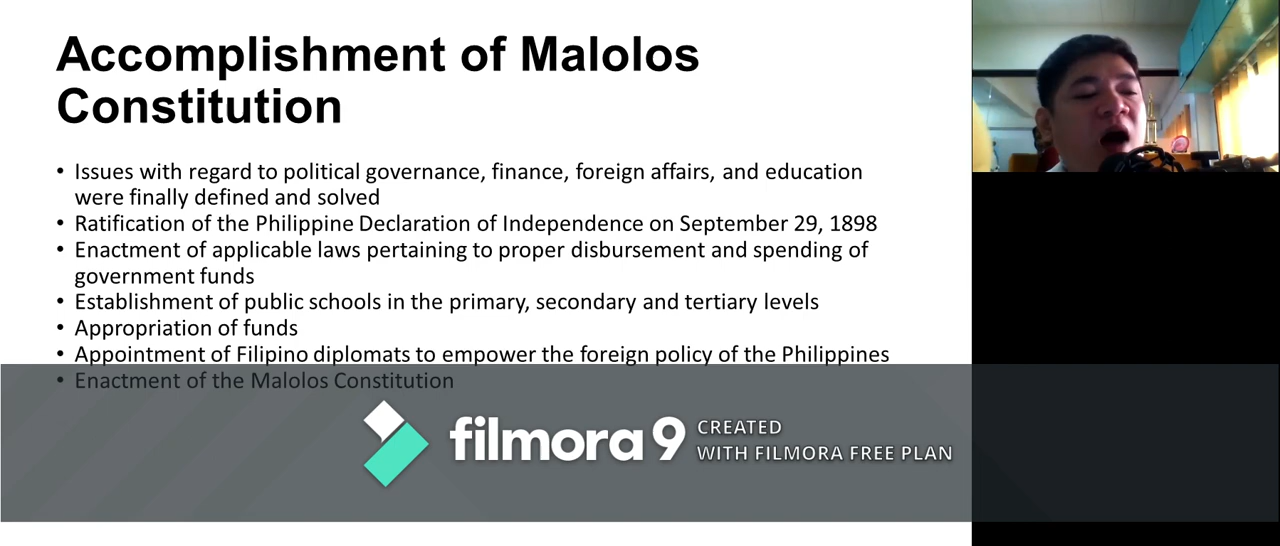 Accomplishment of Malolos
Constitution
• Issues with regard to political governance, finance, foreign affairs, and education
were finally defined and solved
• Ratification of the Philippine Declaration of Independence on September 29, 1898
• Enactment of applicable laws pertaining to proper disbursement and spending of
government funds
• Establishment of public schools in the primary, secondary and tertiary levels
• Appropriation of funds
• Appointment of Filipino diplomats to empower the foreign policy of the Philippines
• Enactment of the Malolos Constitution
filmora 9 CREATED
WITH FILMORA FREE PLAN